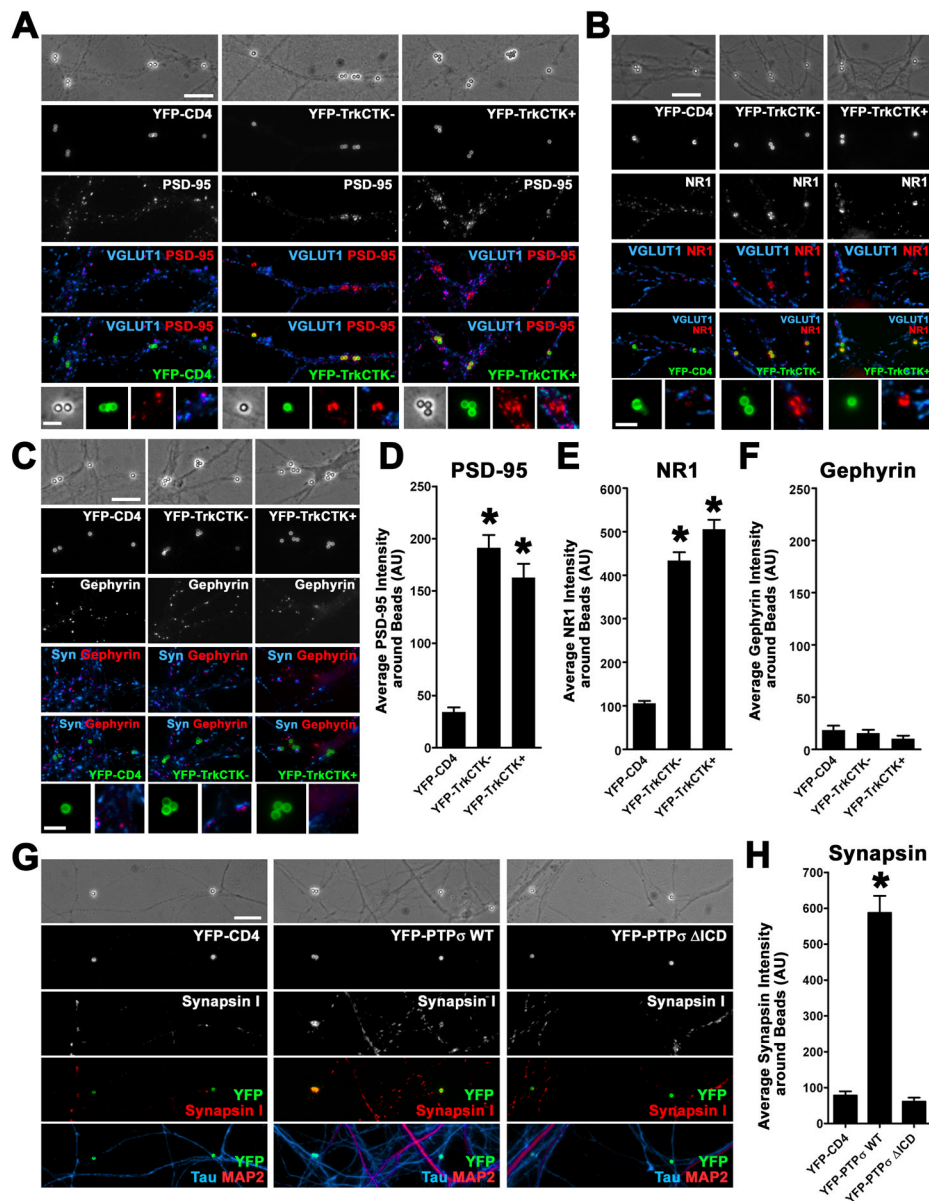 A
YFP-CD4 YFP-TrkCTK- YFP-TrkCTK+
PSD-95 PSD-95 PSD-95
VGLUT1 PSD-95 VGLUT1 PSD-95 VGLUT1 PSD-95
VGLUT1 PSD-95 VGLUT1 PSD-95 VGLUT1 PSD-95
YFP-CD4 YFP-TrkCTK- YFP-TrkCTK+
B
YFP-CD4 YFP-TrkCTK- YFP-TrkCTK+
NR1 NR1 NR1
VGLUT1 NR1 VGLUT1 NR1 VGLUT1 NR1
VGLUT1 VGLUT1 VGLUT1
NR1 NR1 NR1
YFP-CD4 YFP-TrkCTK- YFP-TrkCTK+
C
YFP-CD4 YFP-TrkCTK- YFP-TrkCTK+
Gephyrin Gephyrin Gephyrin
Syn Gephyrin Syn Gephyrin Syn Gephyrin
Syn Gephyrin Syn Gephyrin Syn Gephyrin
YFP-CD4 YFP-TrkCTK- YFP-TrkCTK+
D
PSD-95
Average PSD-95 Intensity
around Beads (AU)
250
200
150
100
50
0
* *
YFP-CD4
YFP-TrkCTK-
YFP-TrkCTK+
E
NR1
Average NR1 Intensity
around Beads (AU)
600
500
400
300
200
100
0
* *
YFP-CD4
YFP-TrkCTK-
YFP-TrkCTK+
F
Gephyrin
Average Gephyrin Intensity
around Beads (AU)
250
200
150
100
50
0
YFP-CD4
YFP-TrkCTK-
YFP-TrkCTK+
G
YFP-CD4 YFP-PTPσ WT YFP-PTPσ ΔICD
Synapsin I Synapsin I Synapsin I
YFP YFP YFP
Synapsin I Synapsin I Synapsin I
YFP YFP YFP
Tau MAP2 Tau MAP2 Tau MAP2
H
Synapsin
Average Synapsin Intensity
around Beads (AU)
700
600
500
400
300
200
100
0
*
YFP-CD4
YFP-PTPσ WT
YFP-PTPσ ΔICD